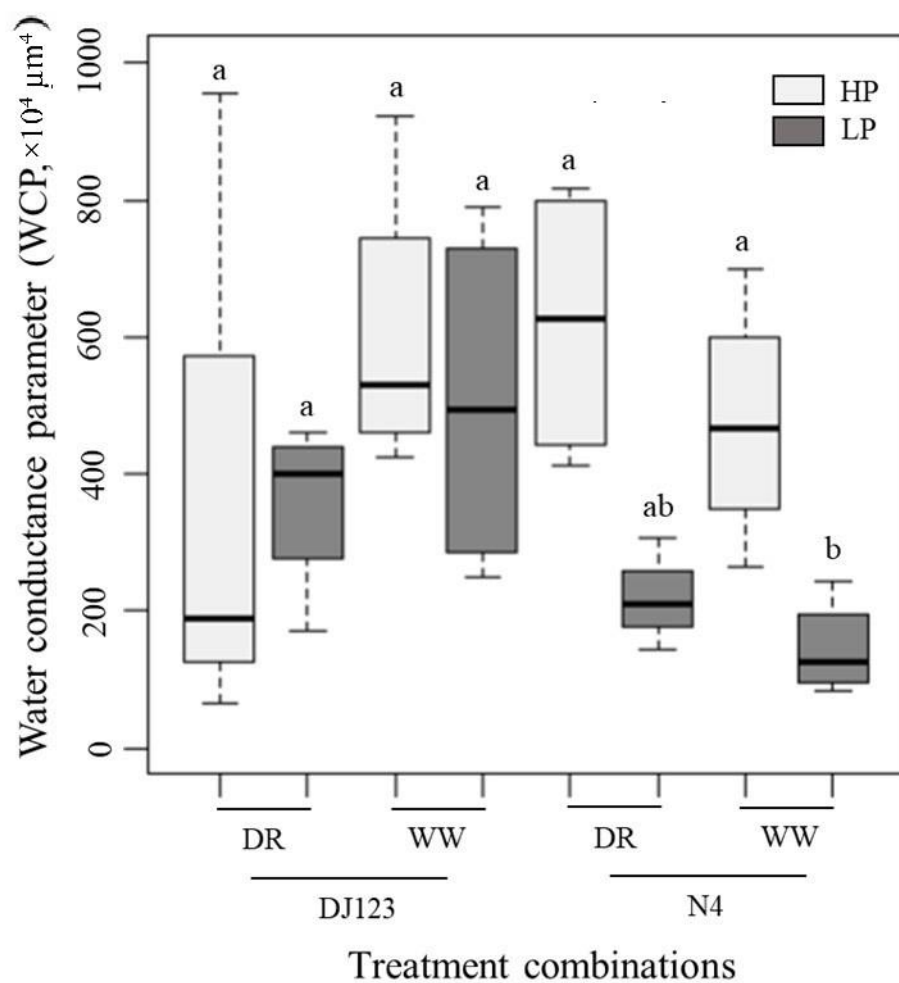 Water conductance parameter (WCP, ×10⁴ μm⁴)
1000
800
600
400
200
0
HP
LP
a
a
a
a
a
ab
a
b
DR
WW
DR
WW
DJ123
N4
Treatment combinations